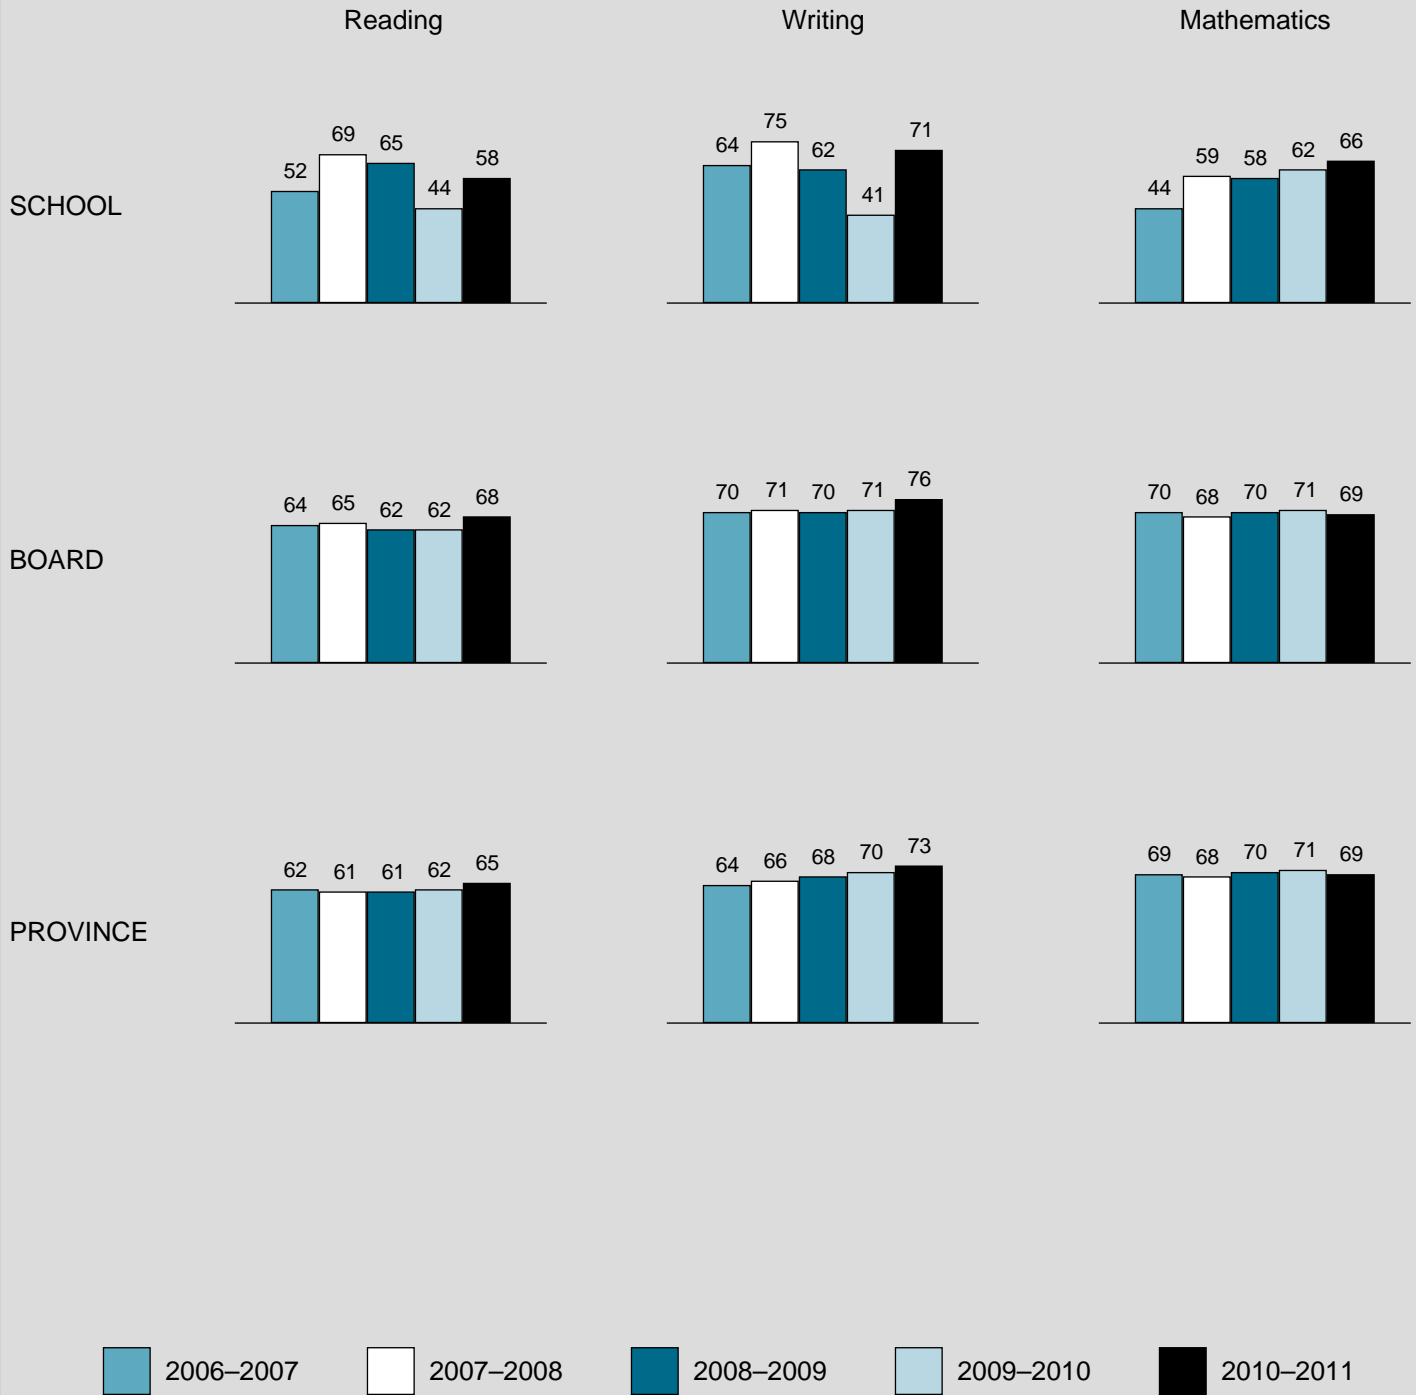 Reading Writing Mathematics
SCHOOL
52 69 65 44 58
64 75 62 41 71
44 59 58 62 66
BOARD
64 65 62 62 68
70 71 70 71 76
70 68 70 71 69
PROVINCE
62 61 61 62 65
64 66 68 70 73
69 68 70 71 69
2006–2007 2007–2008 2008–2009 2009–2010 2010–2011